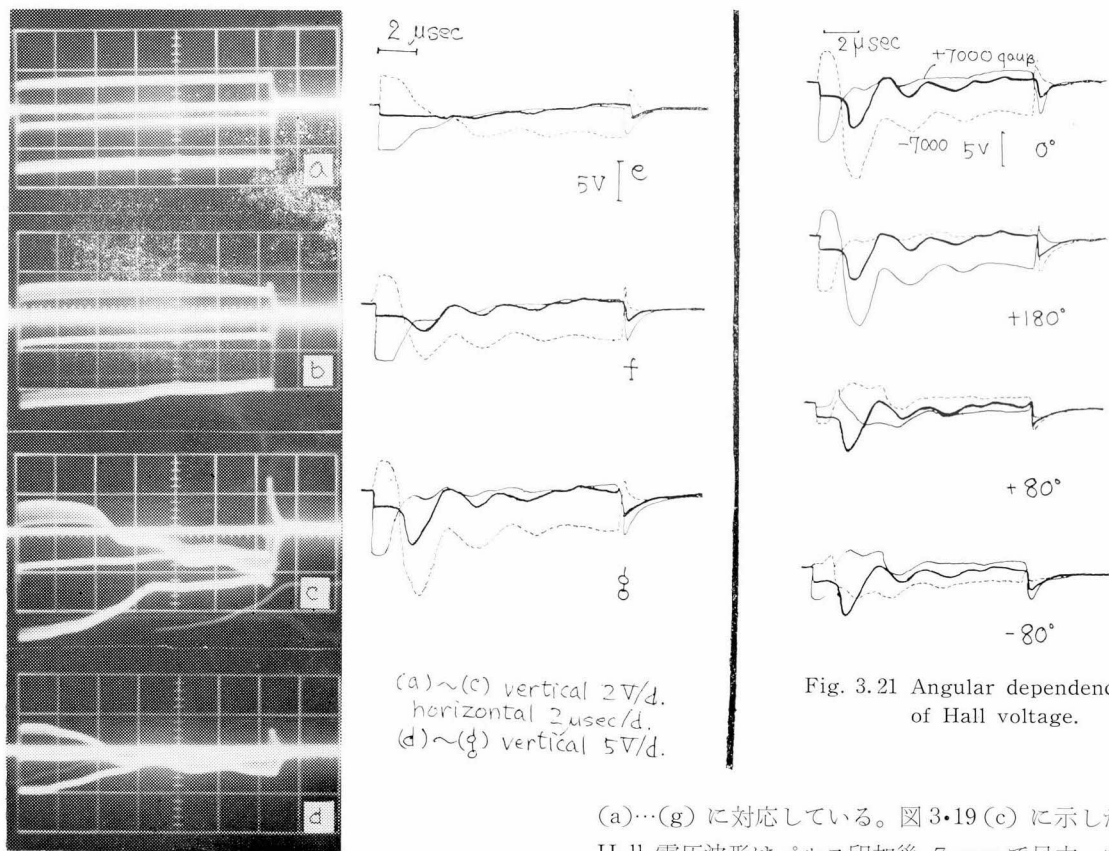 a
b
c
d
2 μsec
5V
e
f
g
(a)~(c) vertical 2V/d.
horizontal 2μsec/d.
(d)~(g) vertical 5V/d.
2μsec
+7000 gauβ
-7000 5V 0°
+180°
+80°
-80°
Fig. 3.21 Angular dependenc
of Hall voltage.
(a)…(g) に対応している。図 3・19 (c) に示した